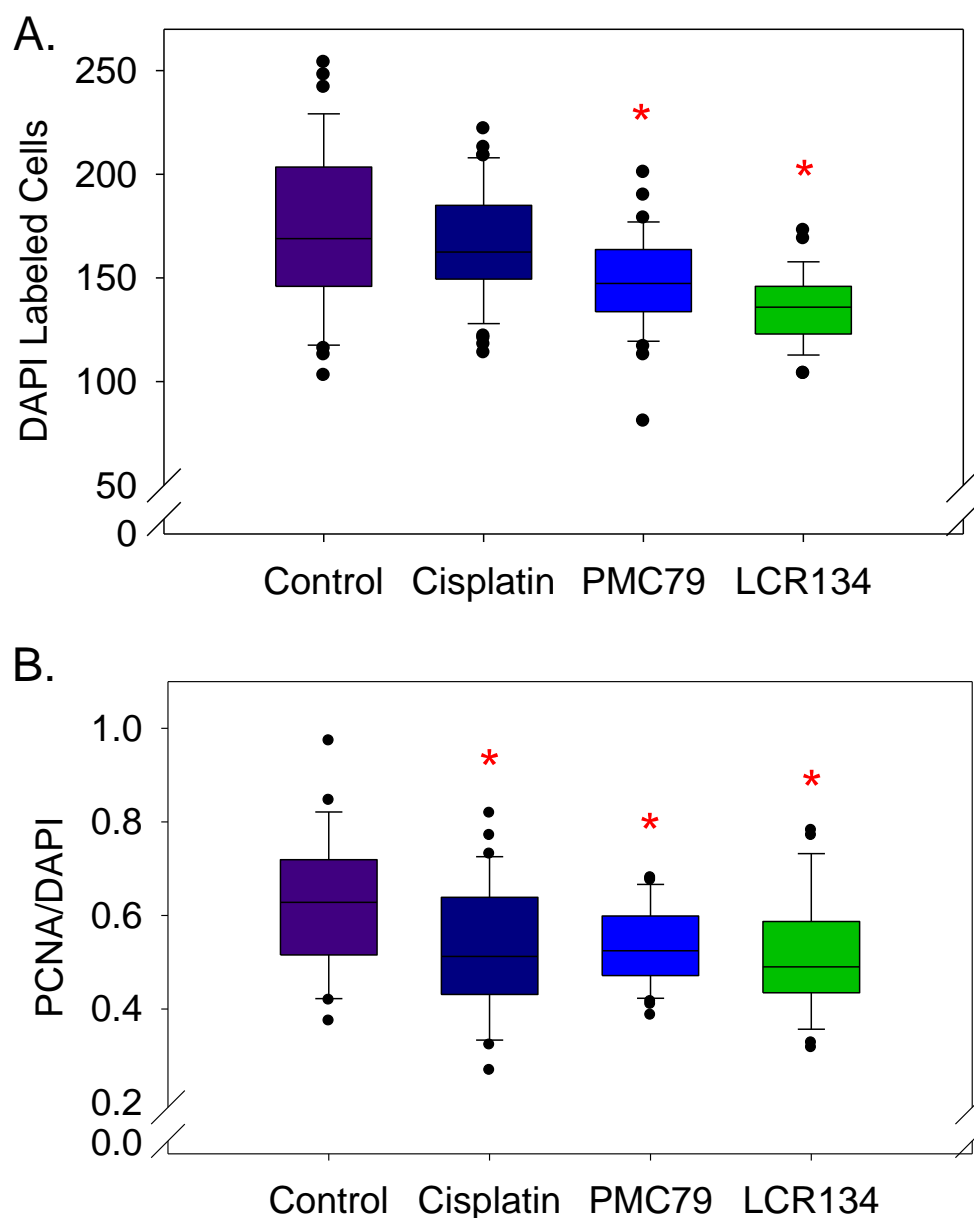 A.
DAPI Labeled Cells
250
200
150
100
50
0
*
*
Control Cisplatin PMC79 LCR134
B.
PCNA/DAPI
1.0
0.8
0.6
0.4
0.2
0.0
*
*
*
Control Cisplatin PMC79 LCR134